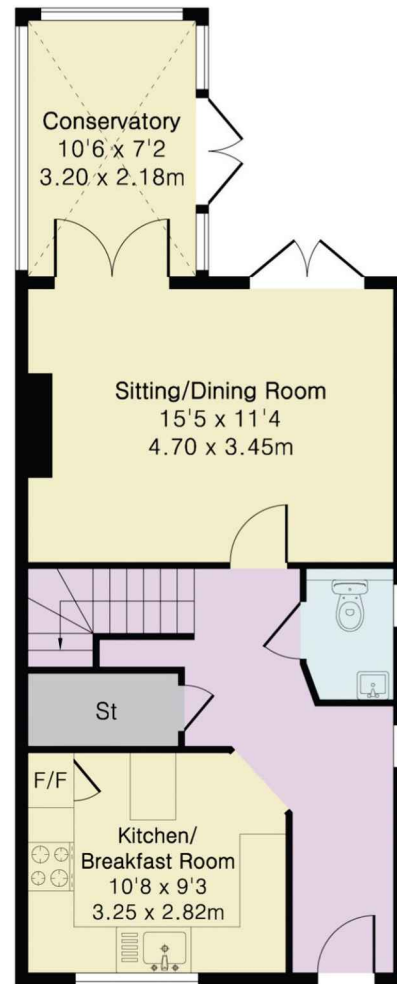 Conservatory
10'6 x 7'2
3.20 x 2.18m
Sitting/Dining Room
15'5 x 11'4
4.70 x 3.45m
St
F/F
Kitchen/
Breakfast Room
10'8 x 9'3
3.25 x 2.82m